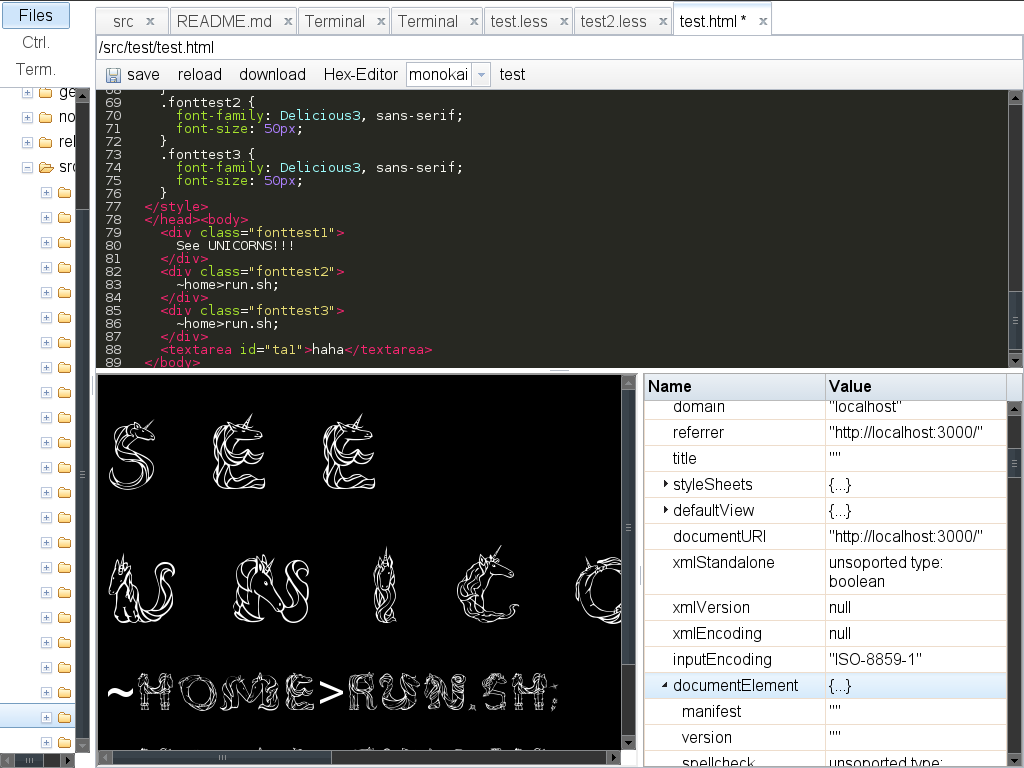 Files
Ctrl.
Term.
ge
no
rel
src
src x README.md x Terminal x Terminal x test.less x test2.less x test.html * x
/src/test/test.html
save reload download Hex-Editor monokai test
68 }
69 .fonttest2 {
70 font-family: Delicious3, sans-serif;
71 font-size: 50px;
72 }
73 .fonttest3 {
74 font-family: Delicious3, sans-serif;
75 font-size: 50px;
76 }
77 </style>
78 </head><body>
79 <div class="fonttest1">
80 See UNICORNS!!!
81 </div>
82 <div class="fonttest2">
83 ~home>run.sh;
84 </div>
85 <div class="fonttest3">
86 ~home>run.sh;
87 </div>
88 <textarea id="ta1">haha</textarea>
89 </body>
SEE
UNICO
~HOME>RUN.SH;
Name Value
domain "localhost"
referrer "http://localhost:3000/"
title ""
styleSheets {...}
defaultView {...}
documentURI "http://localhost:3000/"
xmlStandalone unsoported type:
boolean
xmlVersion null
xmlEncoding null
inputEncoding "ISO-8859-1"
documentElement {...}
manifest ""
version ""
spellcheck unsoported type: